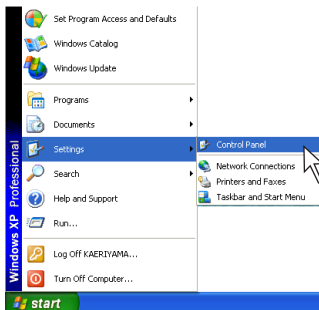 Set Program Access and Defaults
Windows Catalog
Windows Update
Programs
Documents
Settings
Control Panel
Network Connections
Printers and Faxes
Taskbar and Start Menu
Search
Help and Support
Run...
Log Off KAERIYAMA...
Turn Off Computer...
Windows XP Professional
start